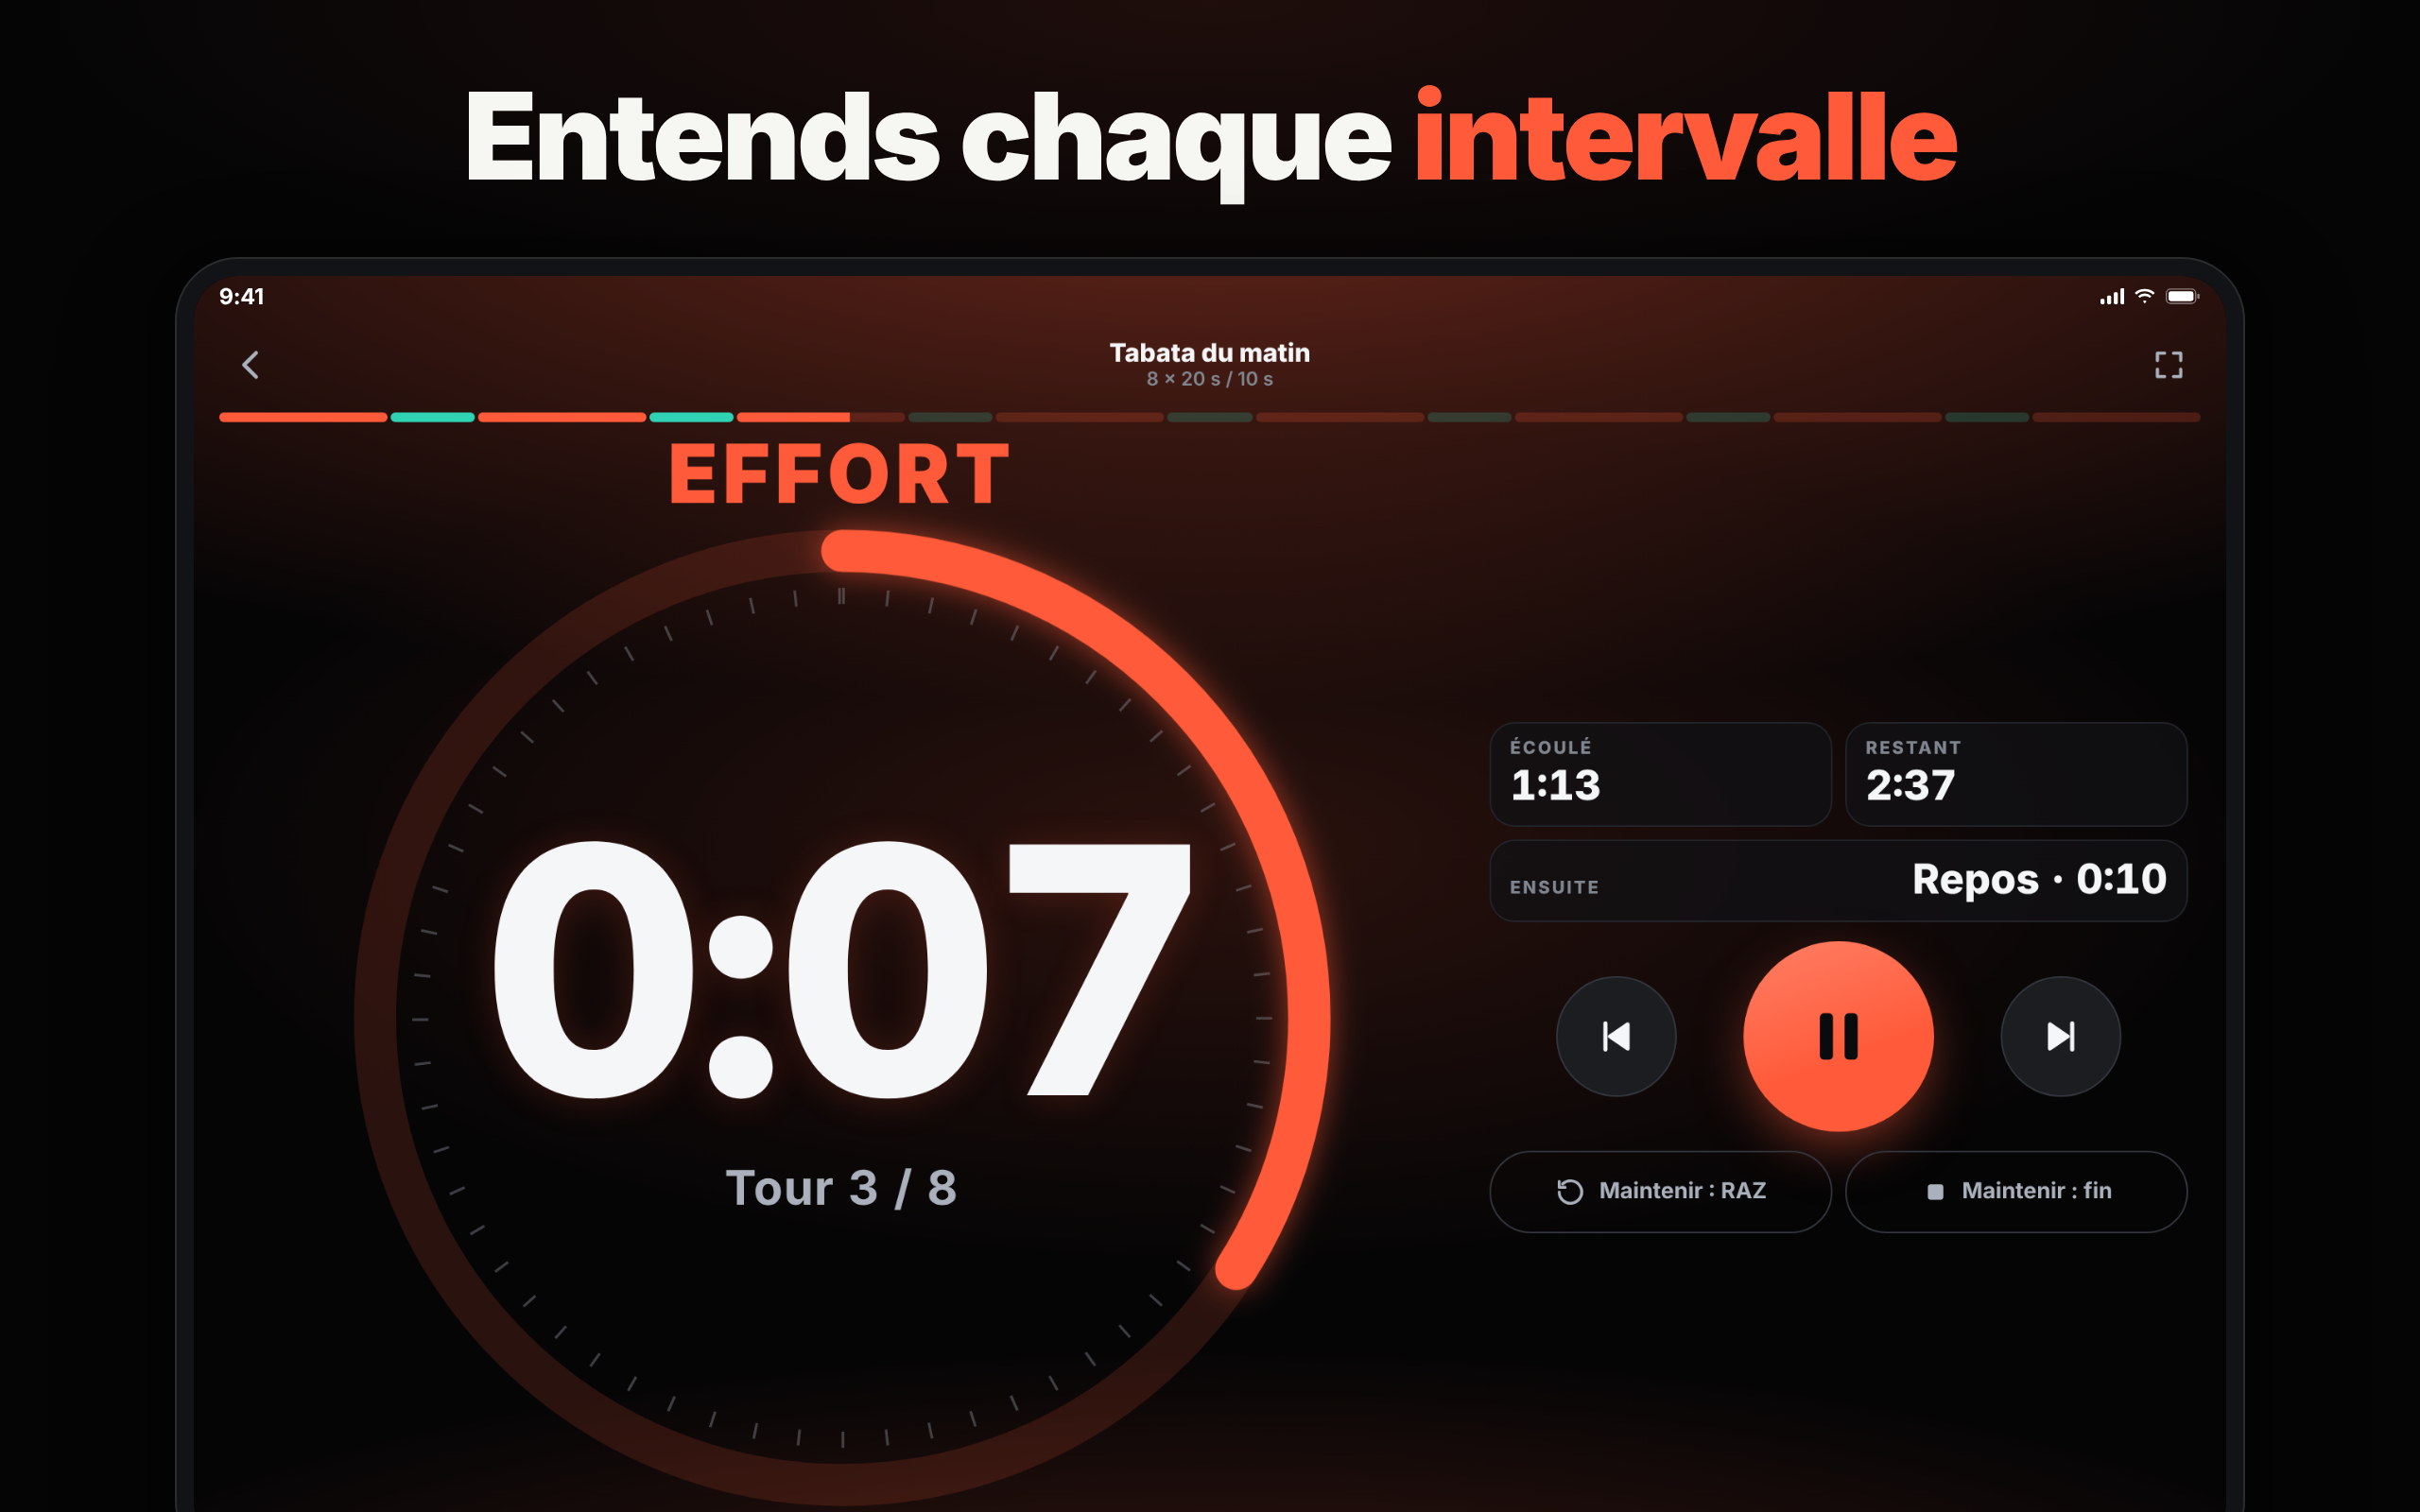 Entends chaque intervalle
9:41
Tabata du matin
8 × 20 s / 10 s
EFFORT
0:07
Tour 3 / 8
ÉCOULÉ
1:13
RESTANT
2:37
ENSUITE
Repos · 0:10
Maintenir : RAZ
Maintenir : fin